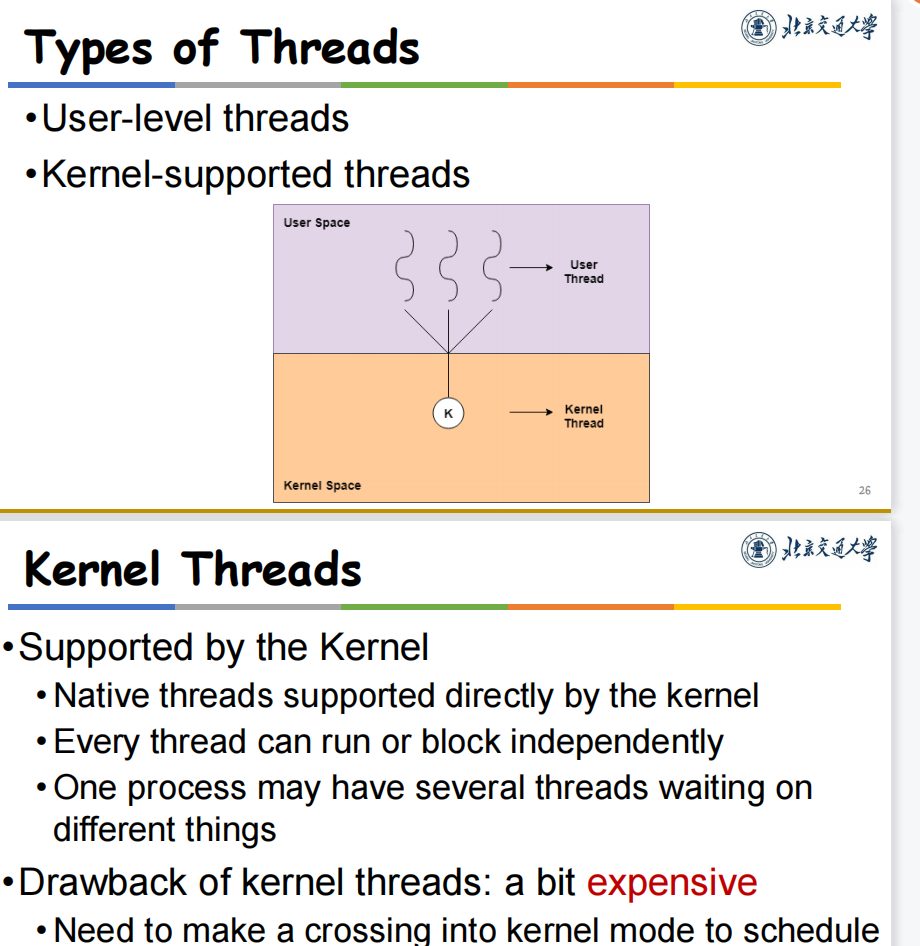 Types of Threads
北京交通大学
•User-level threads
•Kernel-supported threads
User Space
User
Thread
K
Kernel
Thread
Kernel Space
26
Kernel Threads
北京交通大学
•Supported by the Kernel
•Native threads supported directly by the kernel
•Every thread can run or block independently
•One process may have several threads waiting on
different things
•Drawback of kernel threads: a bit expensive
•Need to make a crossing into kernel mode to schedule